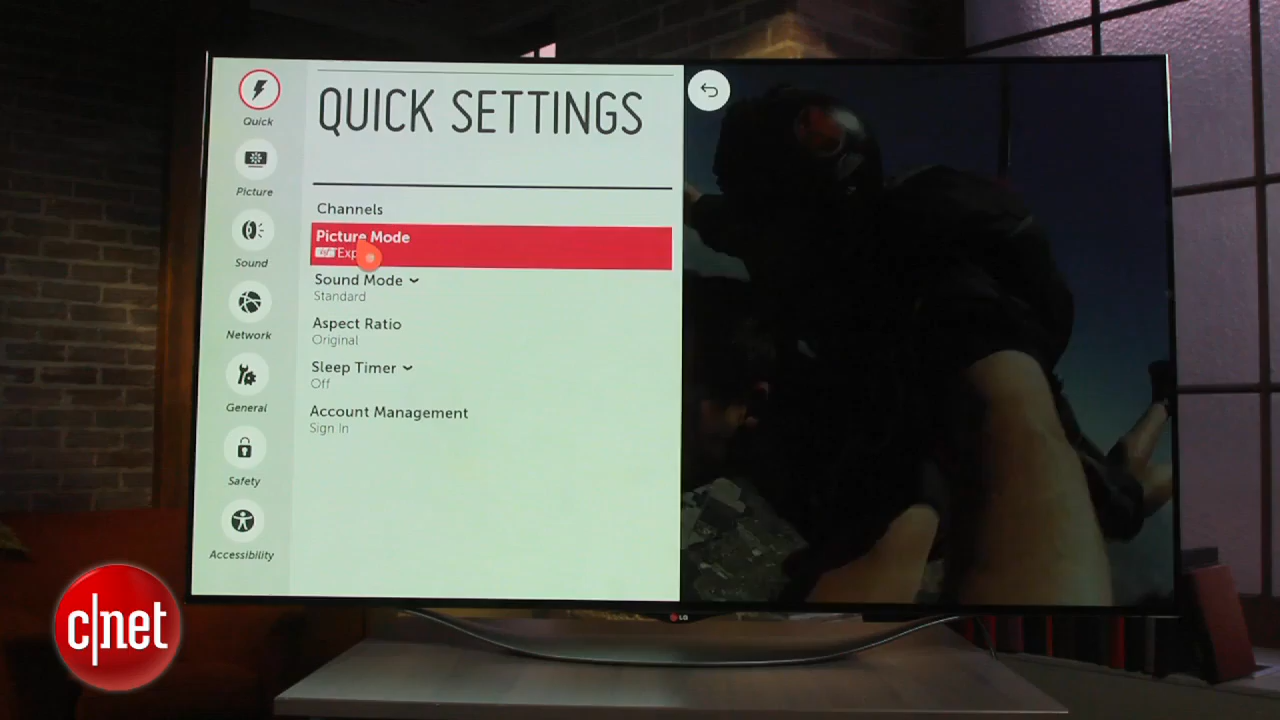 QUICK SETTINGS
Quick
Picture
Sound
Network
General
Safety
Accessibility
Channels
Picture Mode
Sound Mode
Standard
Aspect Ratio
Original
Sleep Timer
Off
Account Management
Sign In
LG
c|net